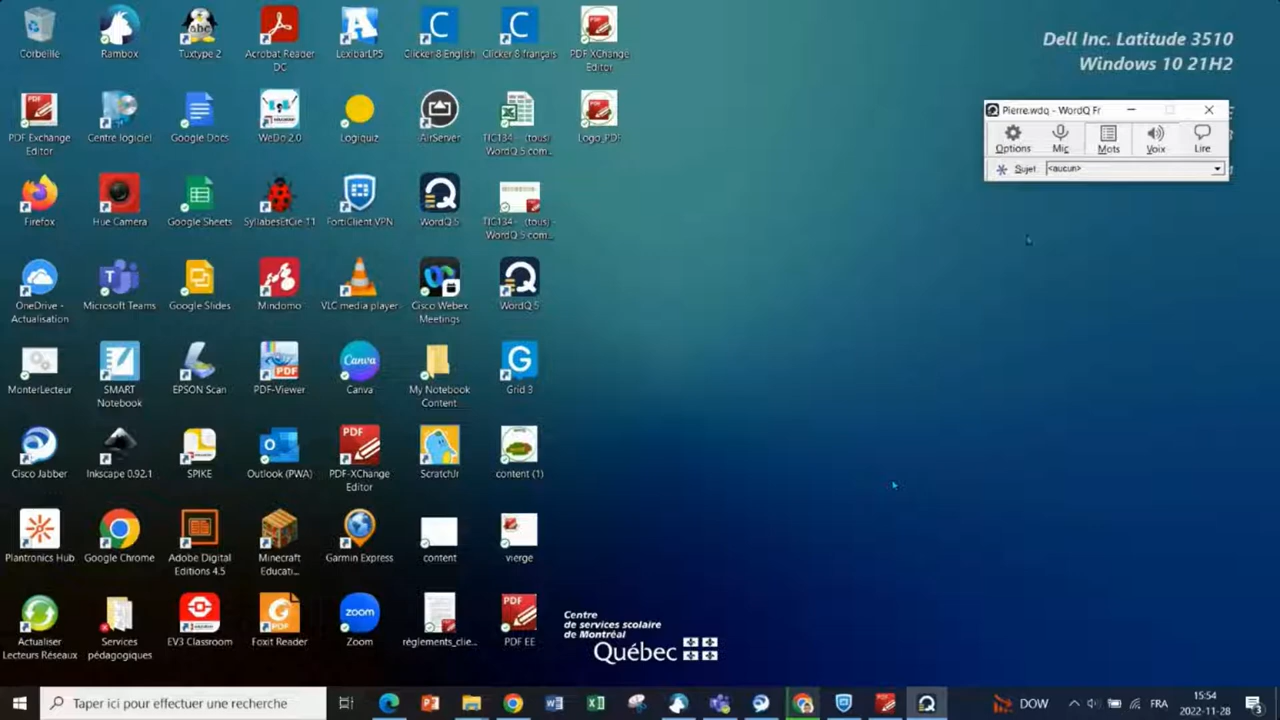 Corbeille
Rambox
Tuxtype 2
Acrobat Reader
DC
LexibarLP5
Clicker 8 English
Clicker 8 français
PDF XChange
Editor
Dell Inc. Latitude 3510
Windows 10 21H2
PDF Exchange
Editor
Centre logiciel
Google Docs
WeDo 2.0
Logiquiz
AirServer
TIC134 - (tous)
WordQ 5 com...
Logo_PDF
Pierre.wdq - WordQ Fr
Options
Mic
Mots
Voix
Lire
Sujet
<aucun>
Firefox
Hue Camera
Google Sheets
SyllabesEtCie 11
FortiClient VPN
WordQ 5
TIC134 - (tous)
WordQ 5 com...
OneDrive -
Actualisation
Microsoft Teams
Google Slides
Mindomo
VLC media player
Cisco Webex
Meetings
WordQ 5
MonterLecteur
SMART
Notebook
EPSON Scan
PDF-Viewer
Canva
My Notebook
Content
Grid 3
Cisco Jabber
Inkscape 0.92.1
SPIKE
Outlook (PWA)
PDF-XChange
Editor
ScratchJr
content (1)
Plantronics Hub
Google Chrome
Adobe Digital
Editions 4.5
Minecraft
Educati...
Garmin Express
content
vierge
Actualiser
Lecteurs Réseaux
Services
pédagogiques
EV3 Classroom
Foxit Reader
Zoom
règlements_clie...
PDF EE
Centre
de services scolaire
de Montréal
Québec
Taper ici pour effectuer une recherche
DOW
FRA
15:54
2022-11-28